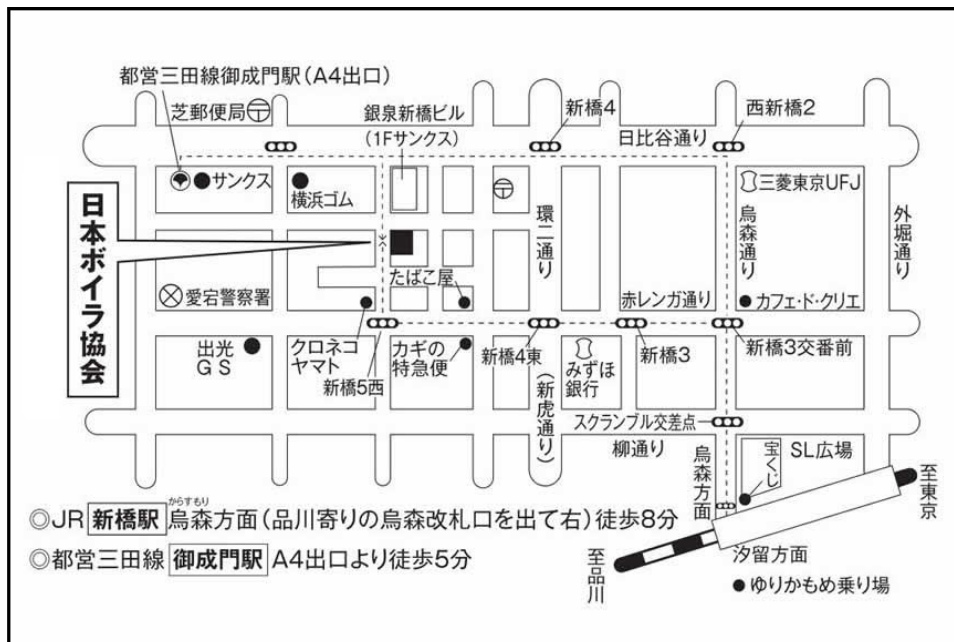 都営三田線御成門駅（A4出口）
芝郵便局
銀泉新橋ビル
（1Fサンクス）
新橋4
日比谷通り
西新橋2
サンクス
横浜ゴム
三菱東京UFJ
日本ボイラ協会
環二通り
烏森通り
外堀通り
たばこ屋
愛宕警察署
赤レンガ通り
カフェ・ド・クリエ
出光
GS
クロネコ
ヤマト
新橋5西
カギの
特急便
新橋4東
（新虎通り）
みずほ
銀行
新橋3
新橋3交番前
スクランブル交差点
柳通り
烏森方面
宝くじ
SL広場
至東京
からすもり
◎JR 新橋駅 烏森方面（品川寄りの烏森改札口を出て右）徒歩8分
◎都営三田線 御成門駅 A4出口より徒歩5分
至品川
汐留方面
●ゆりかもめ乗り場